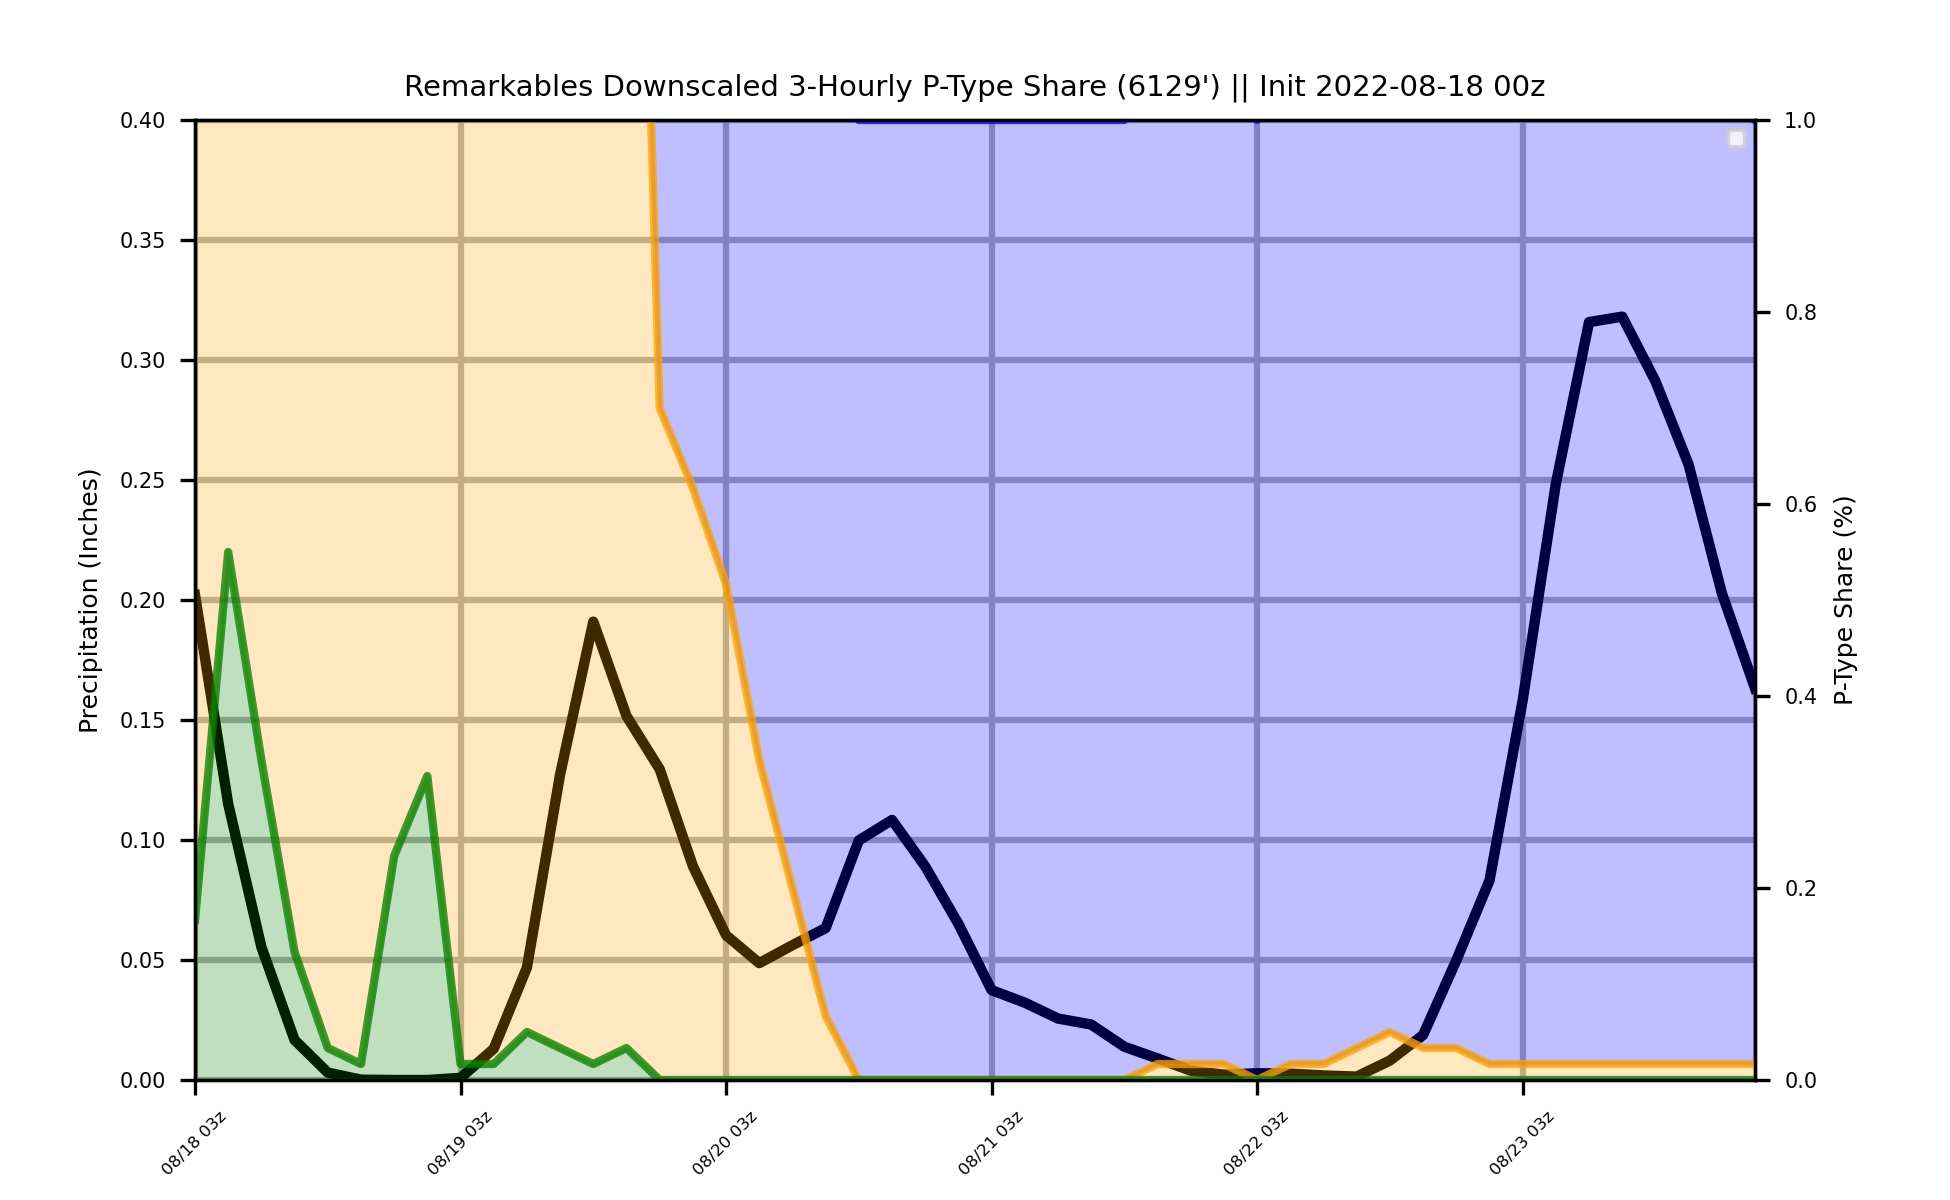 Remarkables Downscaled 3-Hourly P-Type Share (6129') || Init 2022-08-18 00z
Precipitation (Inches)
0.40
0.35
0.30
0.25
0.20
0.15
0.10
0.05
0.00
1.0
0.8
0.6
0.4
0.2
0.0
P-Type Share (%)
08/18 03z
08/19 03z
08/20 03z
08/21 03z
08/22 03z
08/23 03z